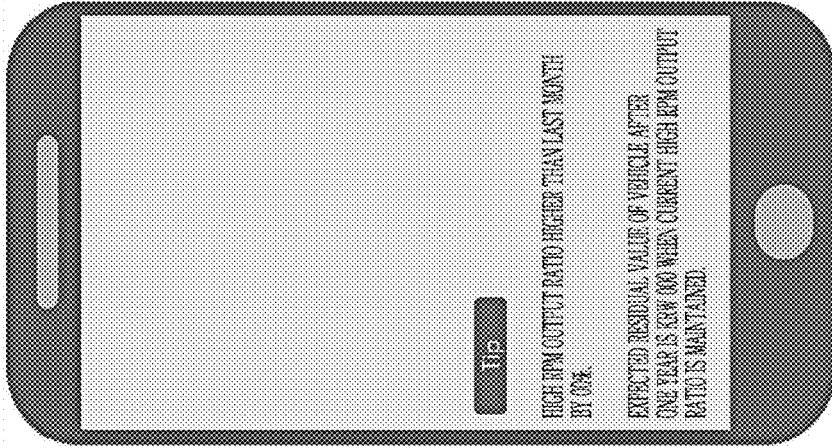 Tip
HIGH RPM OUTPUT RATIO HIGHER THAN LAST MONTH
BY 00%.
EXPECTED RESIDUAL VALUE OF VEHICLE AFTER
ONE YEAR IS KRW 000 WHEN CURRENT HIGH RPM OUTPUT
RATIO IS MAINTAINED.